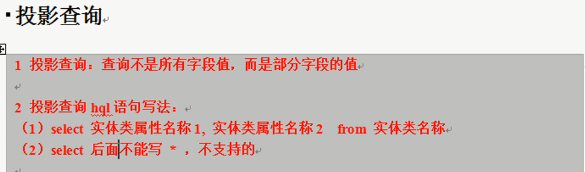 ▪投影查询
1 投影查询：查询不是所有字段值，而是部分字段的值
2 投影查询hql语句写法：
（1）select 实体类属性名称1, 实体类属性名称2 from 实体类名称
（2）select 后面不能写 * ，不支持的